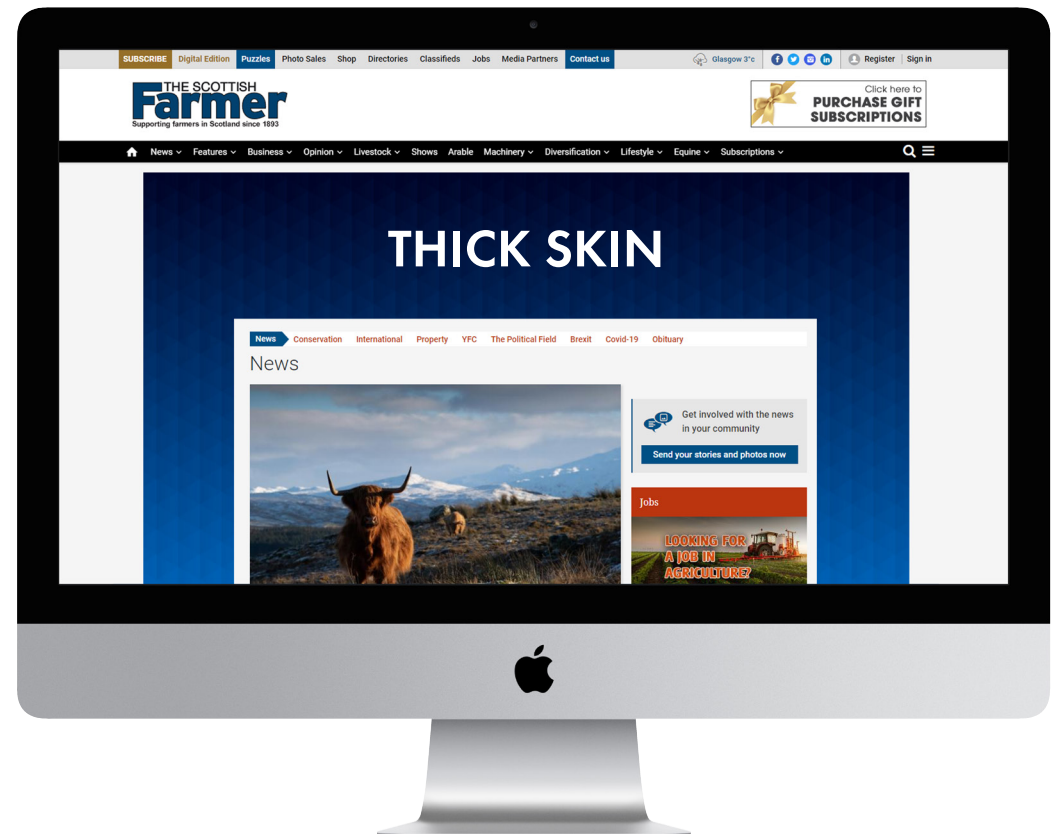 SUBSCRIBE Digital Edition Puzzles Photo Sales Shop Directories Classifieds Jobs Media Partners Contact us Glasgow 3°c Register Sign in
THE SCOTTISH
Farmer
Supporting farmers in Scotland since 1893
Click here to
PURCHASE GIFT
SUBSCRIPTIONS
News Features Business Opinion Livestock Shows Arable Machinery Diversification Lifestyle Equine Subscriptions
THICK SKIN
News Conservation International Property YFC The Political Field Brexit Covid-19 Obituary
News
Get involved with the news
in your community
Send your stories and photos now
Jobs
LOOKING FOR
A JOB IN
AGRICULTURE?